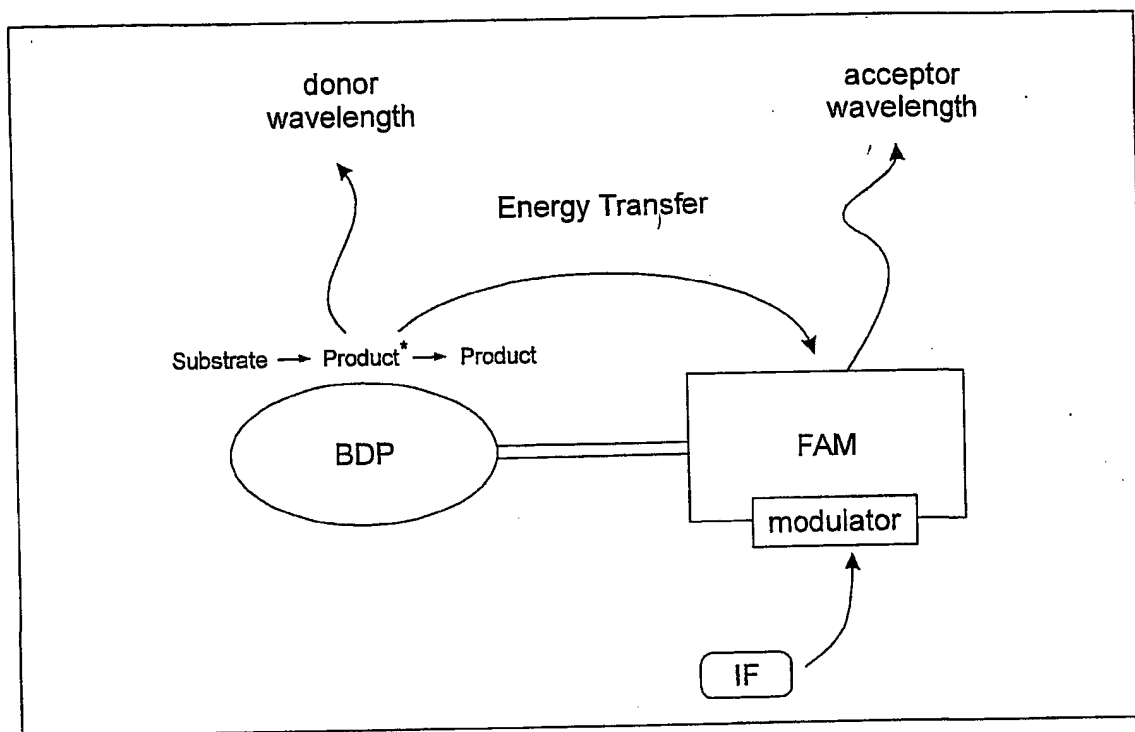 donor
wavelength
acceptor
wavelength
Energy Transfer
Substrate → Product* → Product
BDP
FAM
modulator
IF